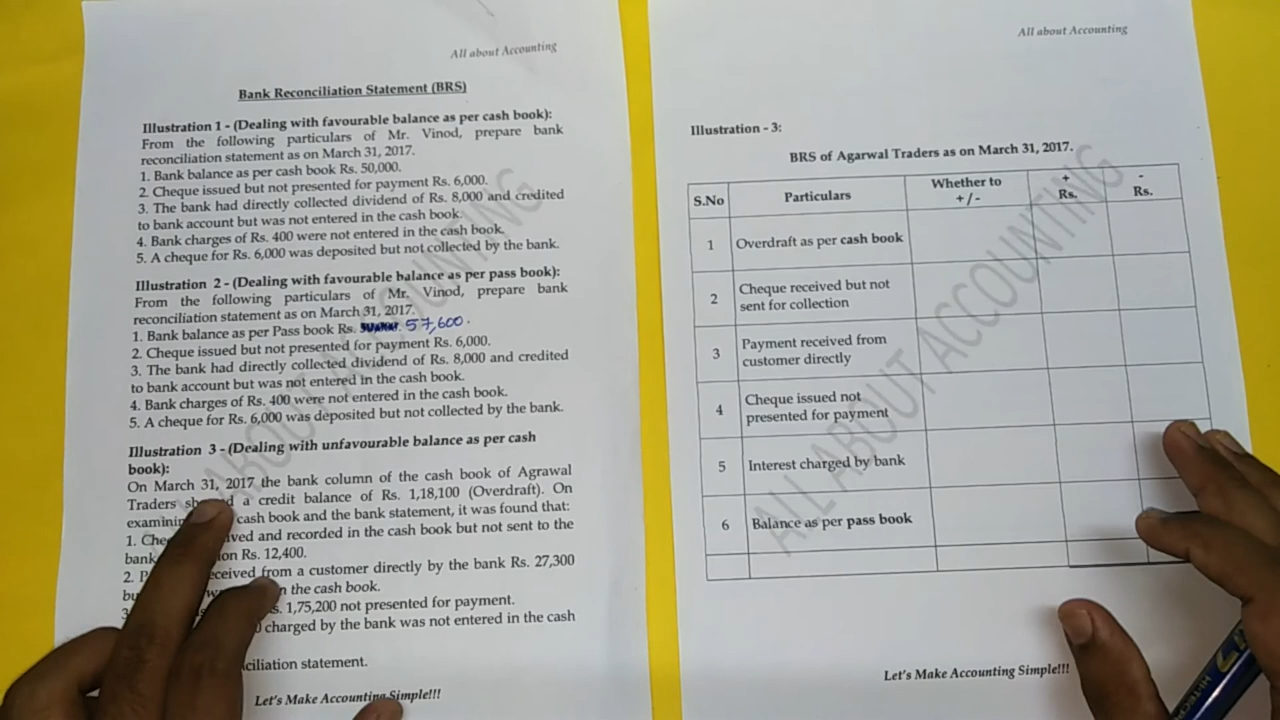 All about Accounting
Bank Reconciliation Statement (BRS)
Illustration 1 - (Dealing with favourable balance as per cash book):
From the following particulars of Mr. Vinod, prepare bank
reconciliation statement as on March 31, 2017.
1. Bank balance as per cash book Rs. 50,000.
2. Cheque issued but not presented for payment Rs. 6,000.
3. The bank had directly collected dividend of Rs. 8,000 and credited
to bank account but was not entered in the cash book.
4. Bank charges of Rs. 400 were not entered in the cash book.
5. A cheque for Rs. 6,000 was deposited but not collected by the bank.
Illustration 2 - (Dealing with favourable balance as per pass book):
From the following particulars of Mr. Vinod, prepare bank
reconciliation statement as on March 31, 2017.
1. Bank balance as per Pass book Rs. 57,600.
2. Cheque issued but not presented for payment Rs. 6,000.
3. The bank had directly collected dividend of Rs. 8,000 and credited
to bank account but was not entered in the cash book.
4. Bank charges of Rs. 400 were not entered in the cash book.
5. A cheque for Rs. 6,000 was deposited but not collected by the bank.
Illustration 3 - (Dealing with unfavourable balance as per cash
book):
On March 31, 2017 the bank column of the cash book of Agrawal
Traders a credit balance of Rs. 1,18,100 (Overdraft). On
cash book and the bank statement, it was found that:
1. and recorded in the cash book but not sent to the
bank Rs. 12,400.
2. from a customer directly by the bank Rs. 27,300
in the cash book.
1,75,200 not presented for payment.
charged by the bank was not entered in the cash
statement.
Let's Make Accounting Simple!!!
ALL ABOUT ACCOUNTING
All about Accounting
Illustration - 3:
BRS of Agarwal Traders as on March 31, 2017.
S.No Particulars Whether to + / - + Rs. - Rs.
1 Overdraft as per cash book
2 Cheque received but not
sent for collection
3 Payment received from
customer directly
4 Cheque issued not
presented for payment
5 Interest charged by bank
6 Balance as per pass book
Let's Make Accounting Simple!!!
ALL ABOUT ACCOUNTING